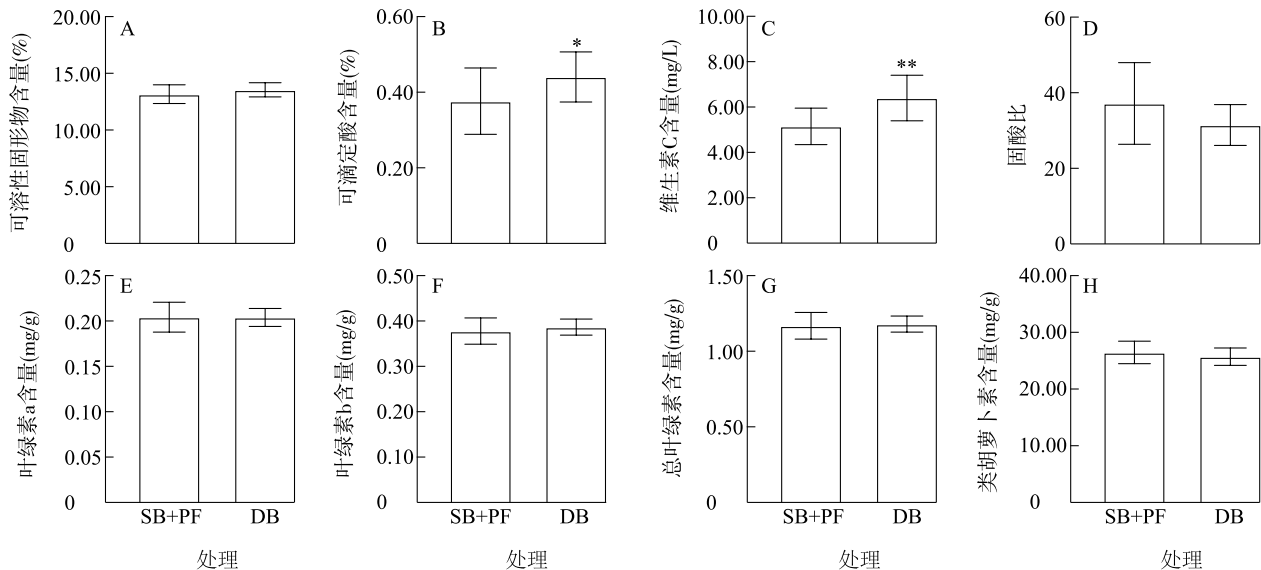 可溶性固形物含量(%)
20.00
15.00
10.00
5.00
0
A
可滴定酸含量(%)
0.60
0.40
0.20
0
B
*
维生素C含量(mg/L)
10.00
8.00
6.00
4.00
2.00
0
C
**
固酸比
60
40
20
0
D
叶绿素a含量(mg/g)
0.25
0.20
0.15
0.10
0.05
0
E
SB+PF DB
处理
叶绿素b含量(mg/g)
0.50
0.40
0.30
0.20
0.10
0
F
SB+PF DB
处理
总叶绿素含量(mg/g)
1.50
1.00
0.50
0
G
SB+PF DB
处理
类胡萝卜素含量(mg/g)
40.00
30.00
20.00
10.00
0
H
SB+PF DB
处理